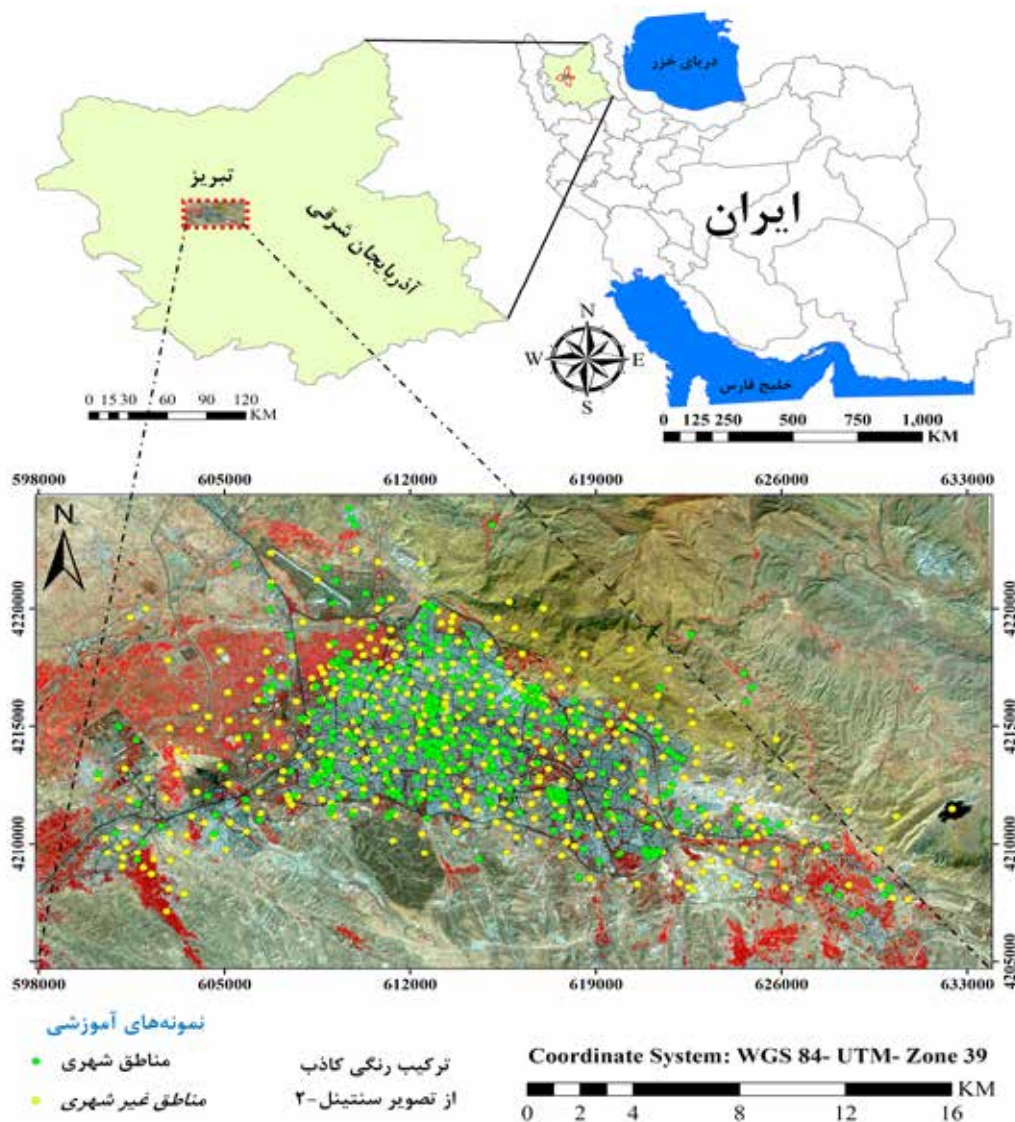 دریای خزر
تبریز
ایران
آذربایجان شرقی
N
W
E
S
خلیج فارس
0 15 30 60 90 120
KM
0 125 250 500 750 1,000
KM
598000 605000 612000 619000 626000 633000
N
4220000
4220000
4215000
4215000
4210000
4210000
4205000
598000 605000 612000 619000 626000 633000
نمونه‌های آموزشی
مناطق شهری
مناطق غیر شهری
ترکیب رنگی کاذب
از تصویر سنتینل-۲
Coordinate System: WGS 84- UTM- Zone 39
KM
0 2 4 8 12 16